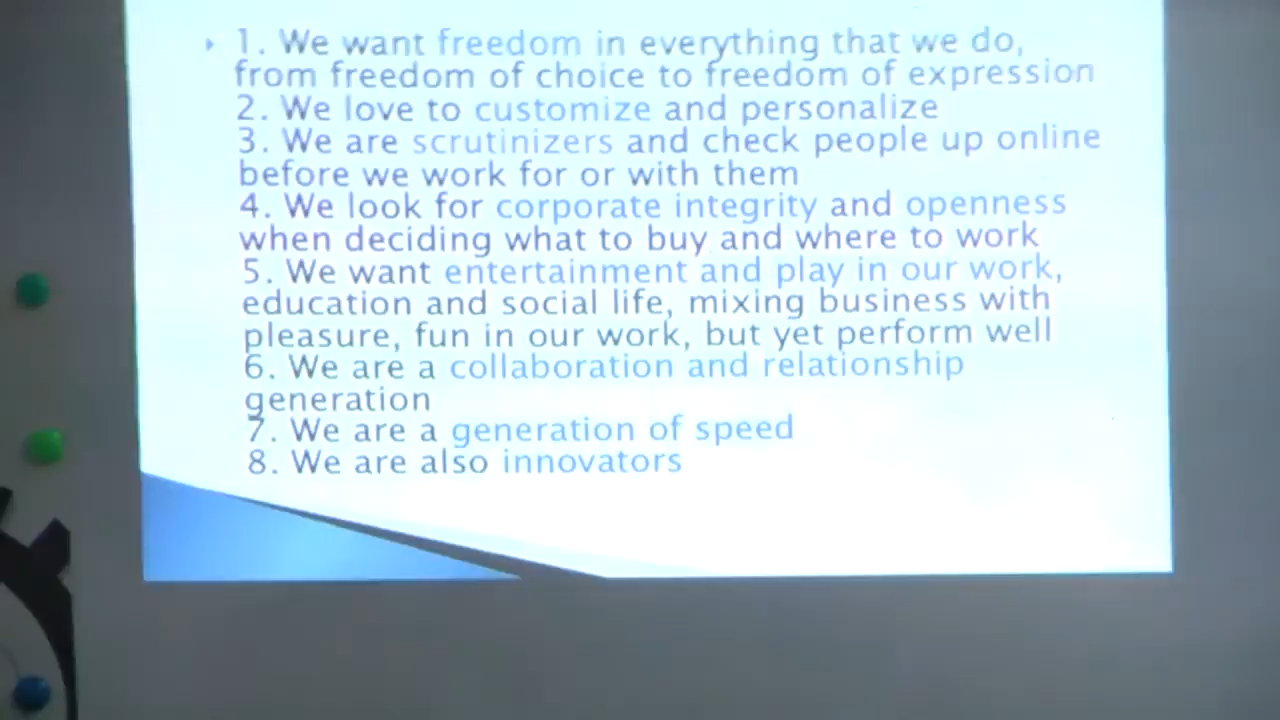 1. We want freedom in everything that we do,
from freedom of choice to freedom of expression
2. We love to customize and personalize
3. We are scrutinizers and check people up online
before we work for or with them
4. We look for corporate integrity and openness
when deciding what to buy and where to work
5. We want entertainment and play in our work,
education and social life, mixing business with
pleasure, fun in our work, but yet perform well
6. We are a collaboration and relationship
generation
7. We are a generation of speed
8. We are also innovators